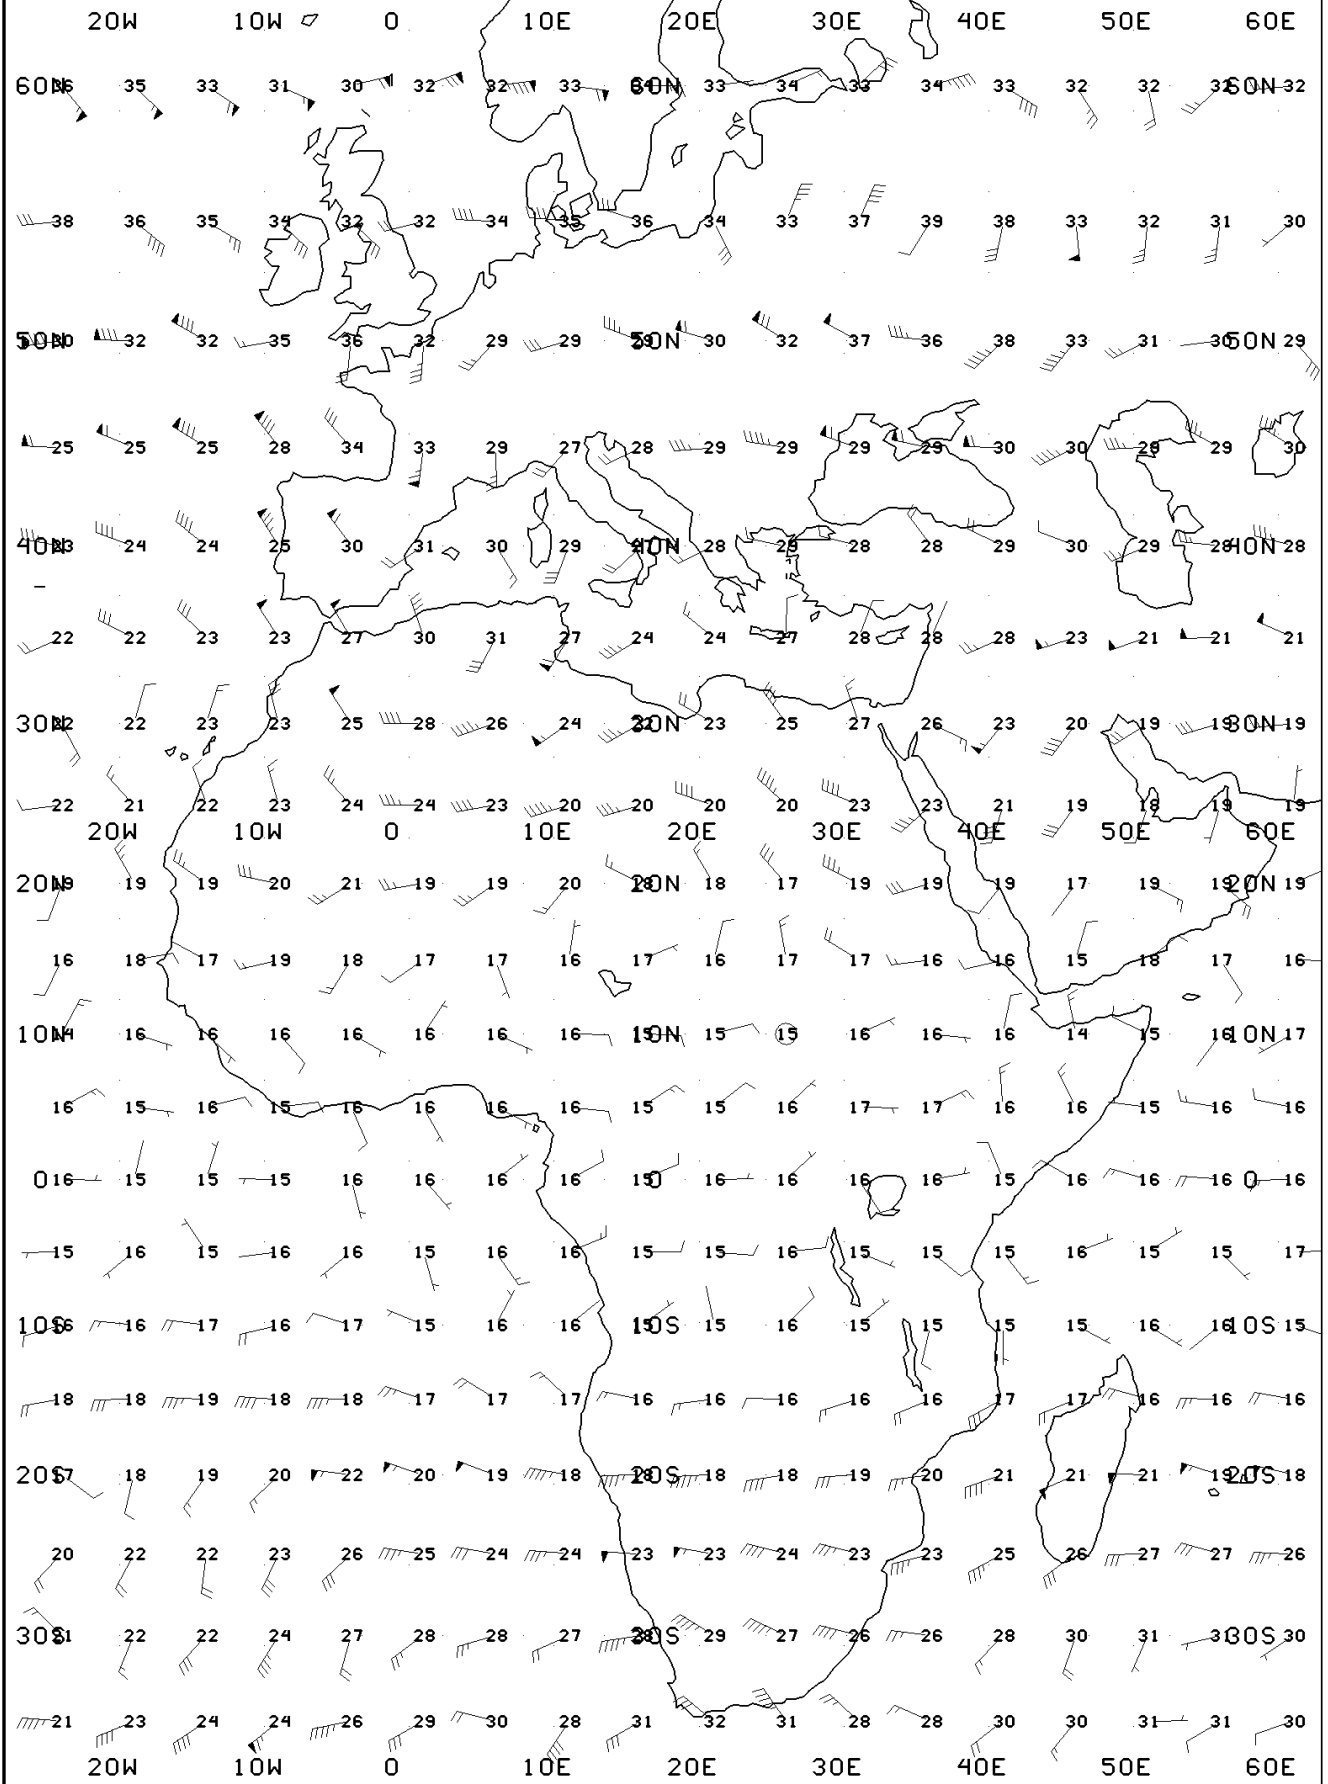 20W 10W 0 10E 20E 30E 40E 50E 60E
60N 35 33 31 30 32 32 33 60N 33 34 33 34 33 32 32 60N 32
38 36 35 34 32 32 34 35 36 34 33 37 39 38 33 32 31 30
50N 30 32 32 35 36 32 29 29 50N 30 32 37 36 38 33 31 30 50N 29
25 25 25 28 34 33 29 27 28 29 29 29 29 30 30 28 29 30
40N 24 24 25 30 31 30 29 40N 28 29 28 28 29 30 29 28 40N 28
22 22 23 23 27 30 31 27 24 24 27 28 28 28 23 21 21 21
30N 22 23 23 25 28 26 24 30N 23 25 27 26 23 20 19 19 30N 19
22 21 22 23 24 24 23 20 20 20 20 23 23 21 19 18 19 19
20W 10W 0 10E 20E 30E 40E 50E 60E
20N 19 19 20 21 19 19 20 20N 18 17 19 19 19 17 19 19 20N 19
16 18 17 19 18 17 17 16 17 16 17 17 16 16 15 18 17 16
10N 16 16 16 16 16 16 16 10N 15 15 16 16 16 14 15 16 10N 17
16 15 16 15 16 16 16 16 15 15 16 17 17 16 16 15 16 16
0 16 15 15 15 16 16 16 16 15 0 16 16 16 16 15 16 16 16 0 16
15 16 15 16 16 15 16 16 15 15 16 15 15 15 16 15 15 17
10S 16 17 16 17 15 16 16 10S 15 16 15 15 15 15 16 16 10S 15
18 18 19 18 18 17 17 17 16 16 16 16 16 17 17 16 16 16
20S 18 19 20 22 20 19 18 20S 18 18 19 20 21 21 21 19 20S 18
20 22 22 23 26 25 24 24 23 23 24 23 23 25 26 27 27 26
30S 22 22 24 27 28 28 27 30S 29 27 26 26 28 30 31 31 30S 30
21 23 24 24 26 29 30 28 31 32 31 28 28 30 30 31 31 30
20W 10W 0 10E 20E 30E 40E 50E 60E